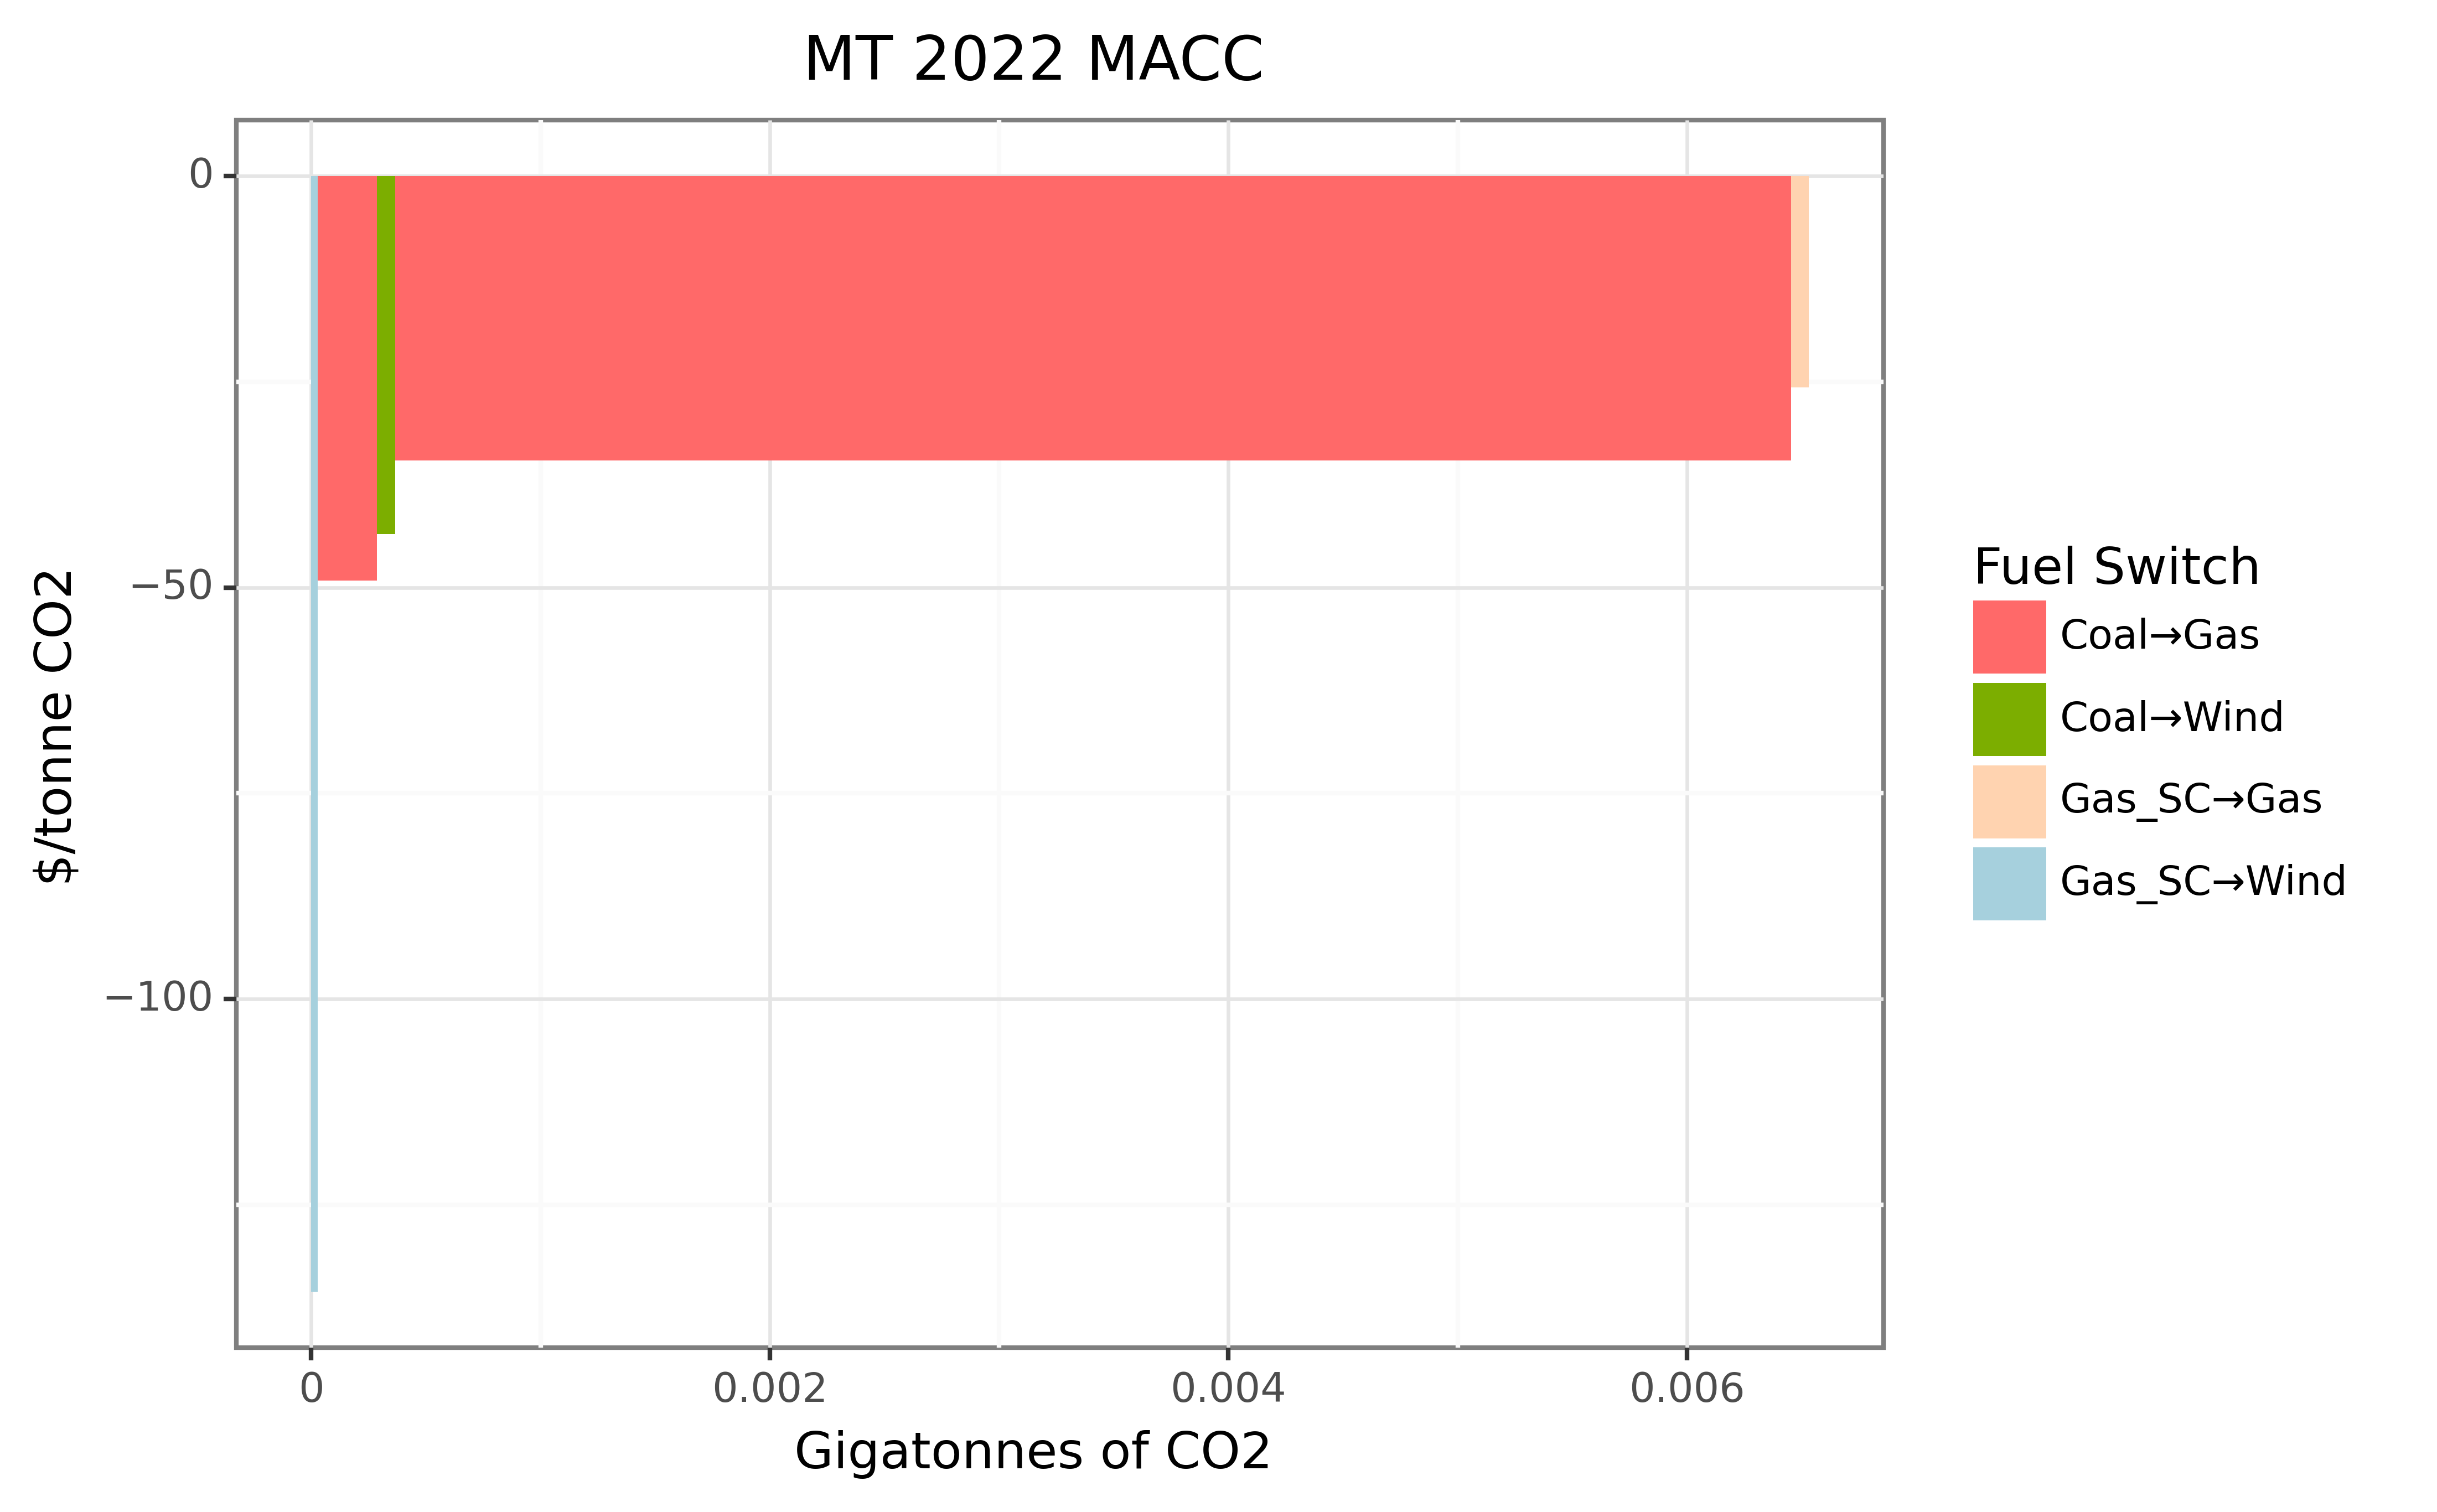 MT 2022 MACC
0
−50
−100
$/tonne CO2
0
0.002
0.004
0.006
Gigatonnes of CO2
Fuel Switch
Coal→Gas
Coal→Wind
Gas_SC→Gas
Gas_SC→Wind